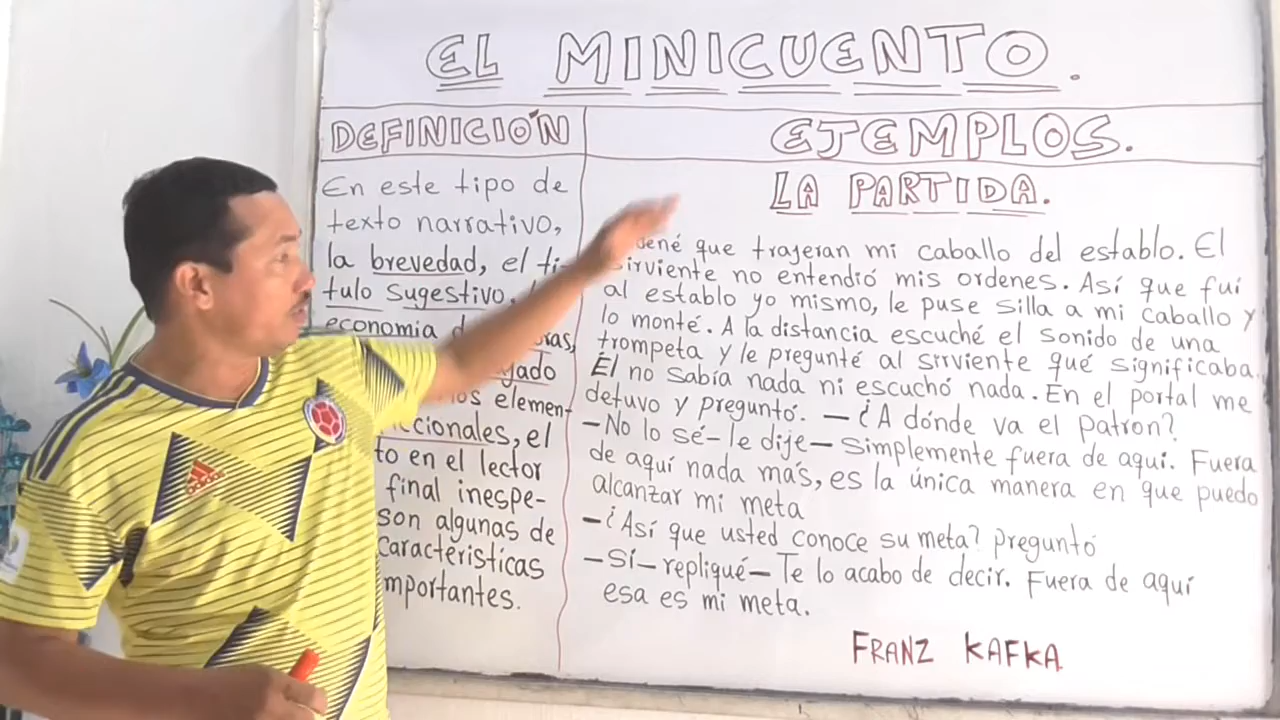 EL MINICUENTO.
DEFINICIÓN
En este tipo de
texto narrativo,
la brevedad, el
tulo sugestivo,
economia
elemen-
el
to en el lector
final inespe-
son algunas de
características
importantes.
EJEMPLOS.
LA PARTIDA.
que trajeran mi caballo del establo. El
sirviente no entendió mis ordenes. Así que fui
al establo yo mismo, le puse silla a mi caballo y
lo monté. A la distancia escuché el sonido de una
trompeta y le pregunté al sirviente qué significaba.
Él no sabía nada ni escuchó nada. En el portal me
detuvo y preguntó. – ¿A dónde va el Patron?
– No lo sé – le dije – Simplemente fuera de aquí. Fuera
de aquí nada más, es la única manera en que puedo
alcanzar mi meta
– ¿Así que usted conoce su meta? preguntó
– Sí – repliqué – Te lo acabo de decir. Fuera de aquí
esa es mi meta.
FRANZ KAFKA